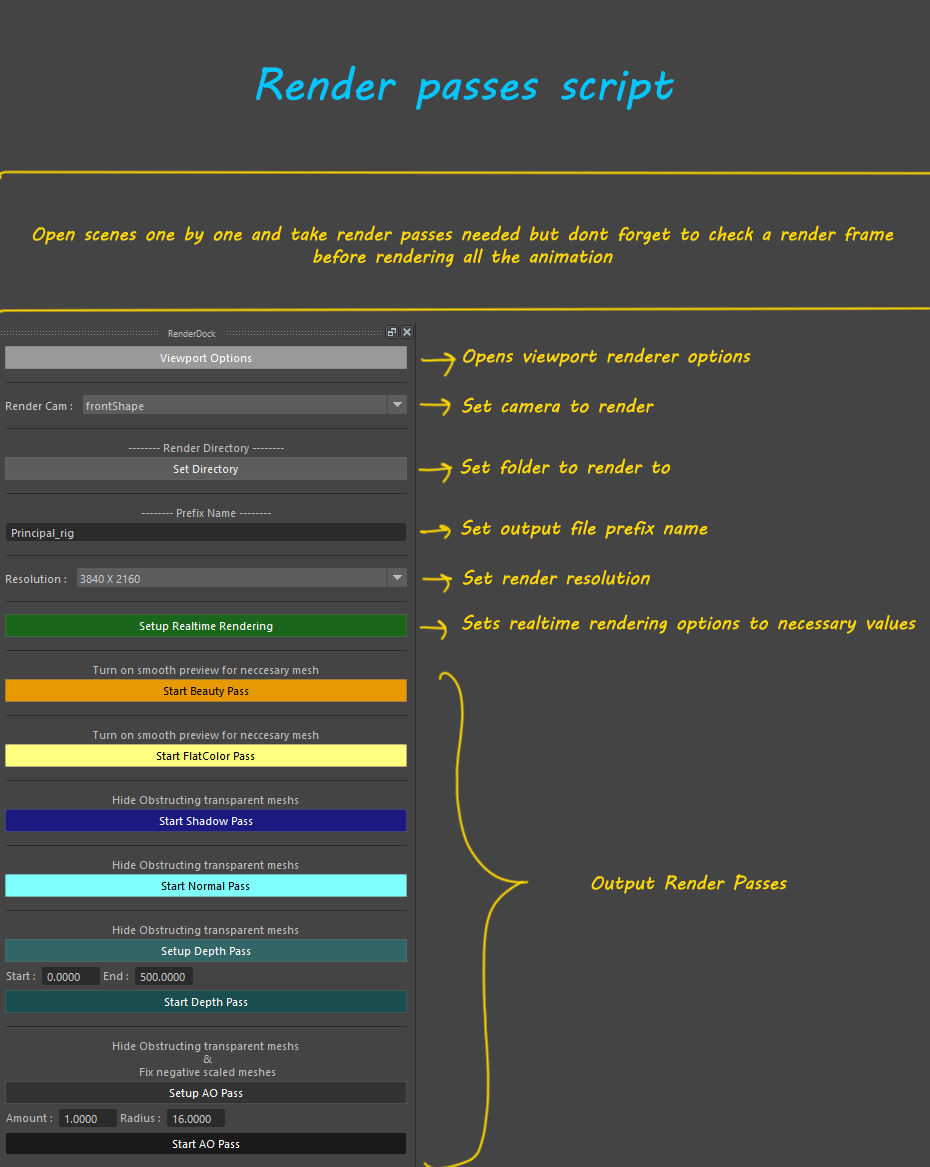 Render passes script
Open scenes one by one and take render passes needed but dont forget to check a render frame
before rendering all the animation
RenderDock
Viewport Options
Opens viewport renderer options
Render Cam :
frontShape
Set camera to render
-------- Render Directory --------
Set Directory
Set folder to render to
-------- Prefix Name --------
Principal_rig
Set output file prefix name
Resolution :
3840 X 2160
Set render resolution
Setup Realtime Rendering
Sets realtime rendering options to necessary values
Turn on smooth preview for neccesary mesh
Start Beauty Pass
Turn on smooth preview for neccesary mesh
Start FlatColor Pass
Hide Obstructing transparent meshs
Start Shadow Pass
Hide Obstructing transparent meshs
Start Normal Pass
Output Render Passes
Hide Obstructing transparent meshs
Setup Depth Pass
Start : 0.0000 End : 500.0000
Start Depth Pass
Hide Obstructing transparent meshs
&
Fix negative scaled meshes
Setup AO Pass
Amount : 1.0000 Radius : 16.0000
Start AO Pass